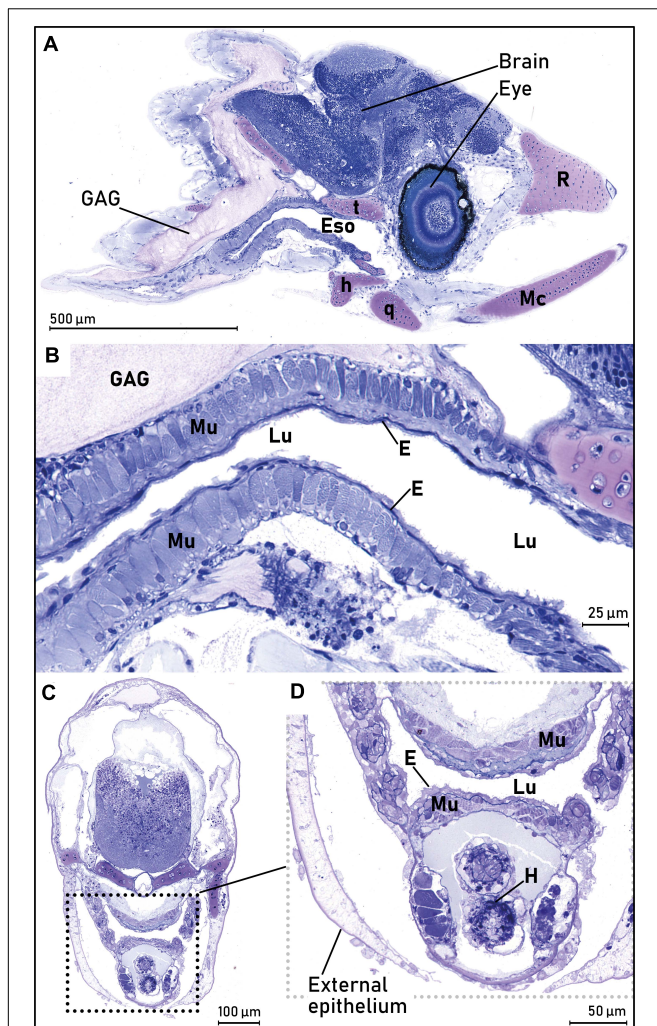 A
Brain
Eye
GAG
R
t
Eso
h
Mc
q
500 µm
B
GAG
Mu
Lu
E
E
Mu
Lu
25 µm
C
D
Mu
E
Lu
Mu
H
External
epithelium
100 µm
50 µm